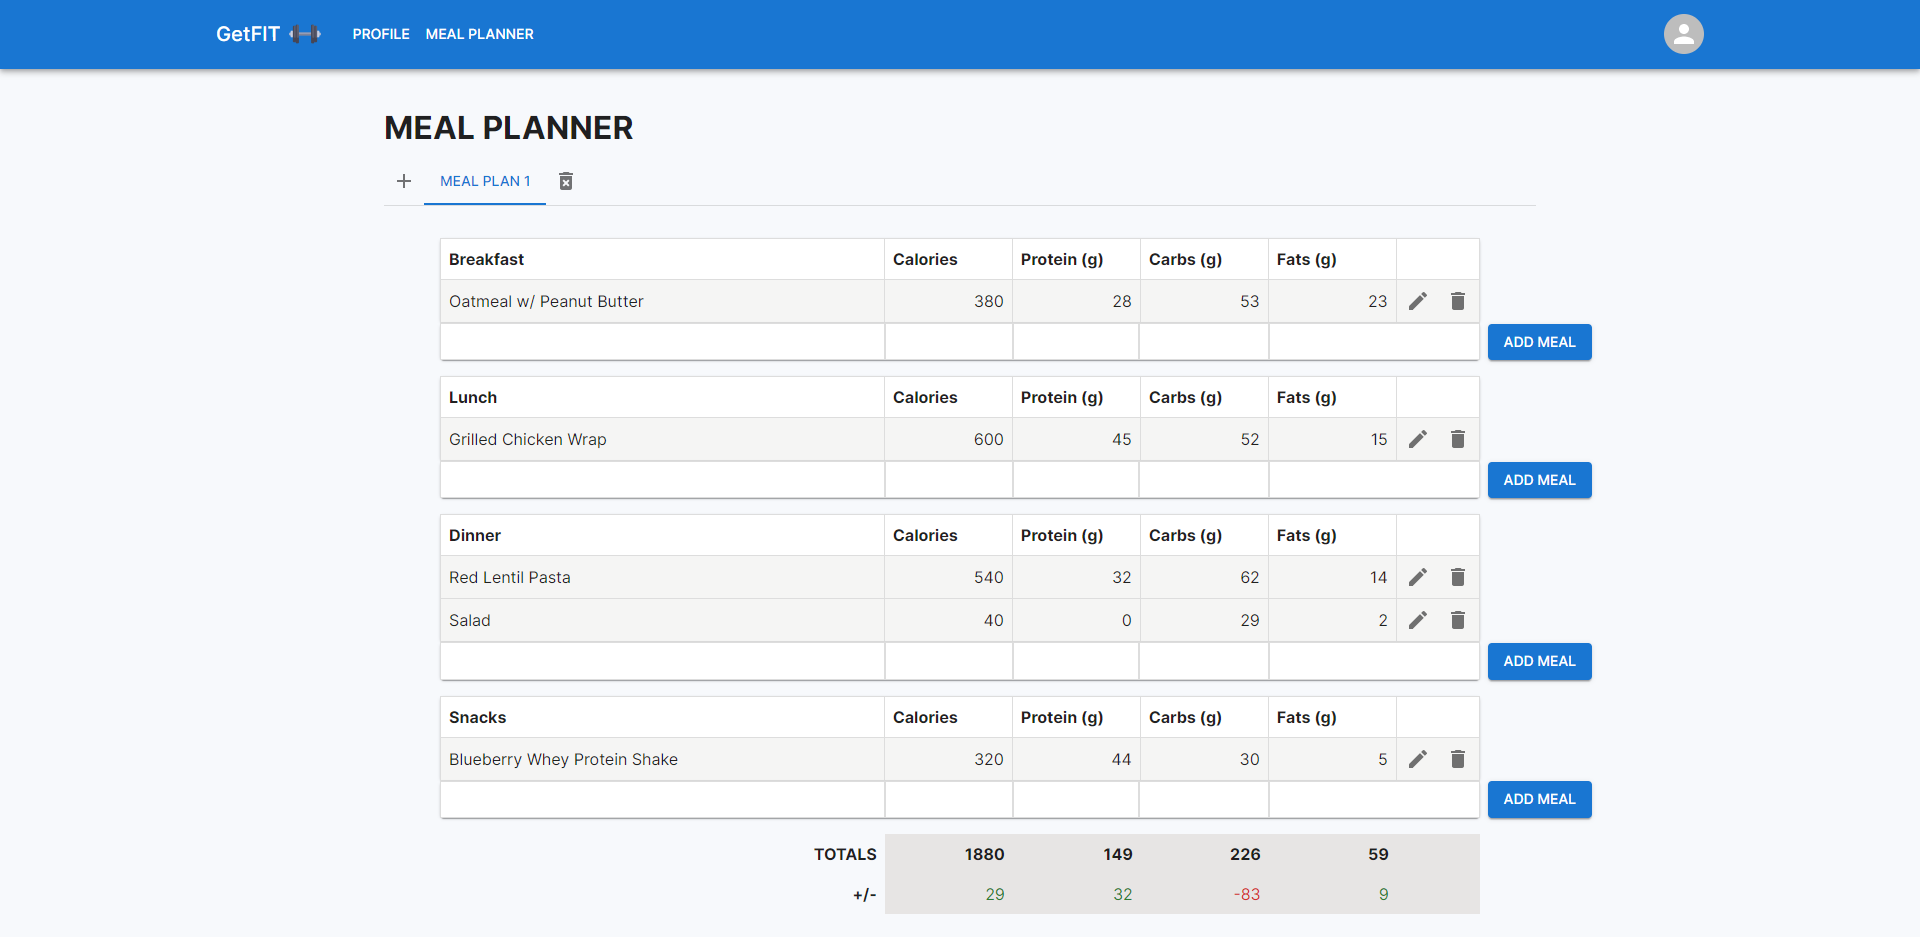 GetFIT PROFILE MEAL PLANNER
MEAL PLANNER
MEAL PLAN 1
Breakfast Calories Protein (g) Carbs (g) Fats (g)
Oatmeal w/ Peanut Butter 380 28 53 23
ADD MEAL
Lunch Calories Protein (g) Carbs (g) Fats (g)
Grilled Chicken Wrap 600 45 52 15
ADD MEAL
Dinner Calories Protein (g) Carbs (g) Fats (g)
Red Lentil Pasta 540 32 62 14
Salad 40 0 29 2
ADD MEAL
Snacks Calories Protein (g) Carbs (g) Fats (g)
Blueberry Whey Protein Shake 320 44 30 5
ADD MEAL
TOTALS 1880 149 226 59
+/- 29 32 -83 9